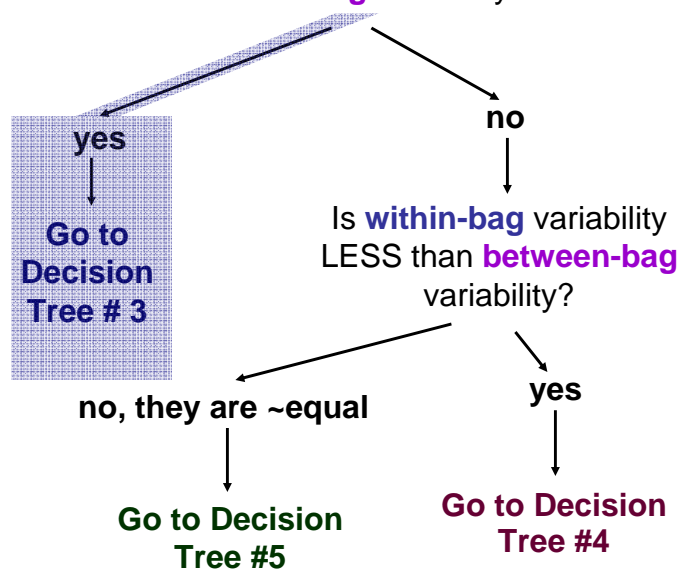 yes
no
Go to
Decision
Tree # 3
Is within-bag variability
LESS than between-bag
variability?
no, they are ~equal
yes
Go to Decision
Tree #5
Go to Decision
Tree #4